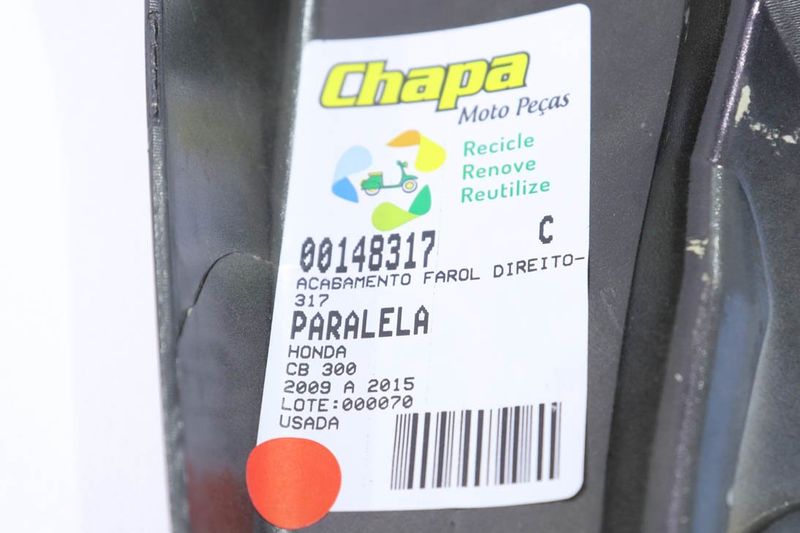 Chapa
Moto Peças
Recicle
Renove
Reutilize
00148317 C
ACABAMENTO FAROL DIREITO-
317
PARALELA
HONDA
CB 300
2009 A 2015
LOTE:000070
USADA